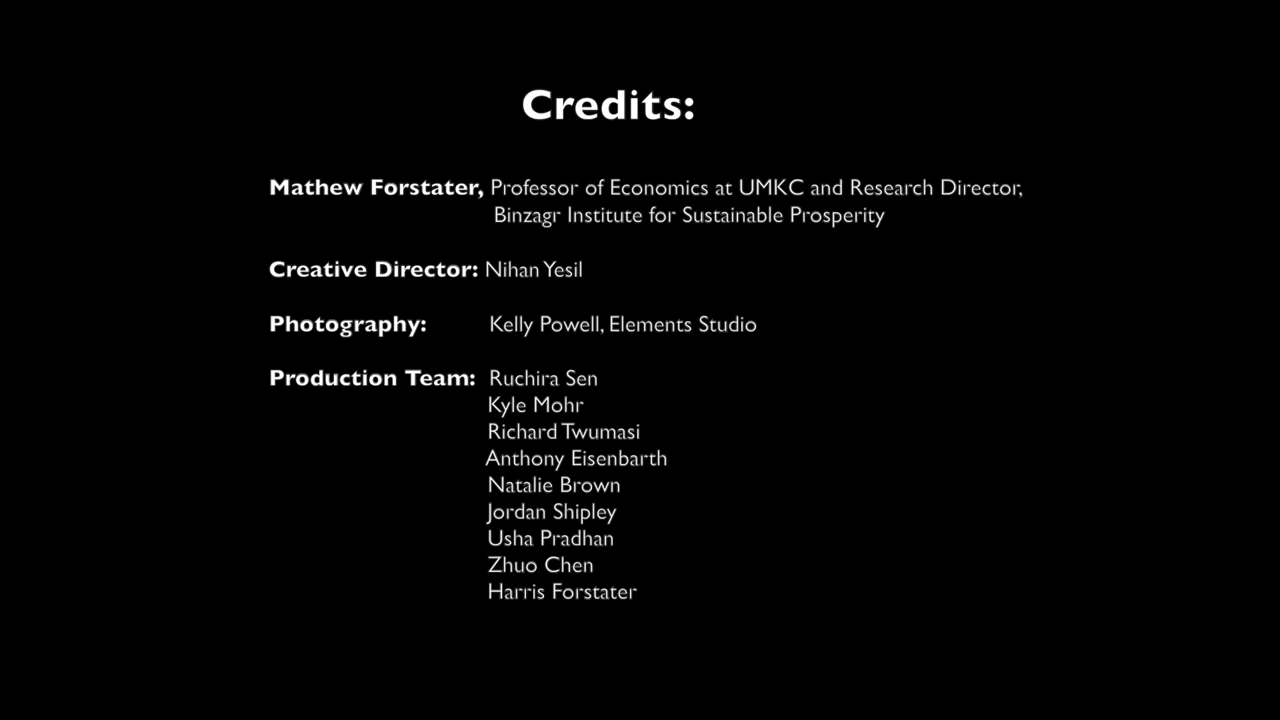 Credits:
Mathew Forstater, Professor of Economics at UMKC and Research Director,
Binzagr Institute for Sustainable Prosperity
Creative Director: Nihan Yesil
Photography: Kelly Powell, Elements Studio
Production Team: Ruchira Sen
Kyle Mohr
Richard Twumasi
Anthony Eisenbarth
Natalie Brown
Jordan Shipley
Usha Pradhan
Zhuo Chen
Harris Forstater